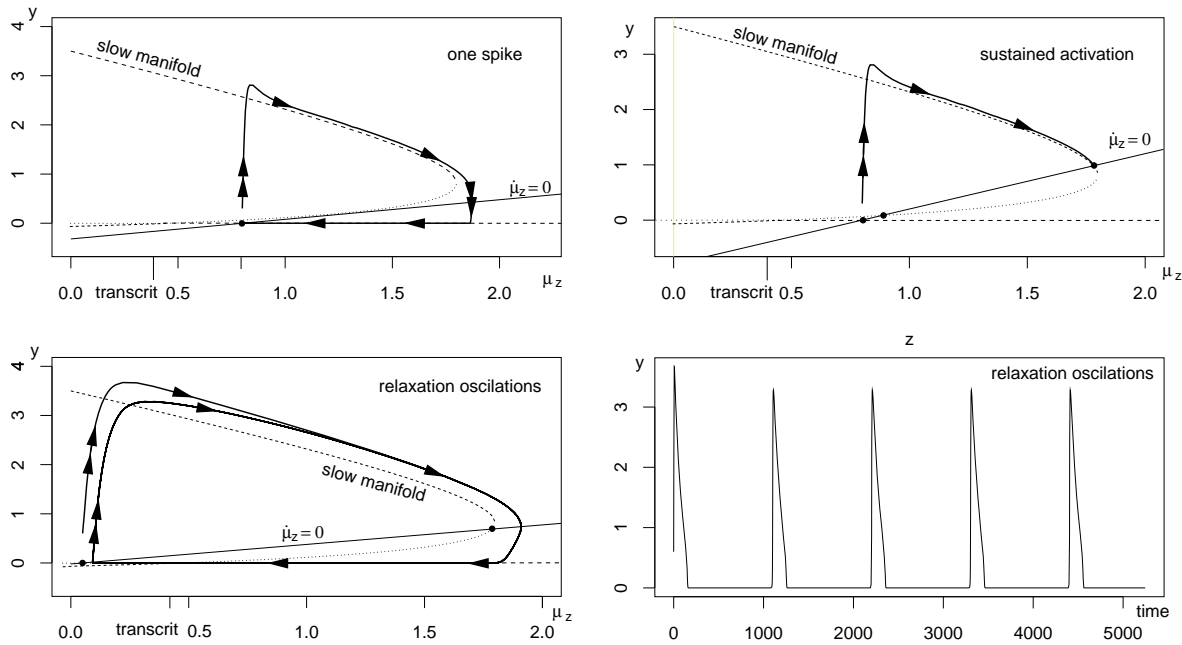 y
4
3
2
1
0
slow manifold
one spike
μ̇z = 0
0.0 transcrit 0.5 1.0 1.5 2.0
μz
y
3
2
1
0
slow manifold
sustained activation
μ̇z = 0
0.0 transcrit 0.5 1.0 1.5 2.0
μz
y
4
3
2
1
0
relaxation oscilations
slow manifold
μ̇z = 0
0.0 transcrit 0.5 1.0 1.5 2.0
μz
z
y
3
2
1
0
relaxation oscilations
time
0 1000 2000 3000 4000 5000